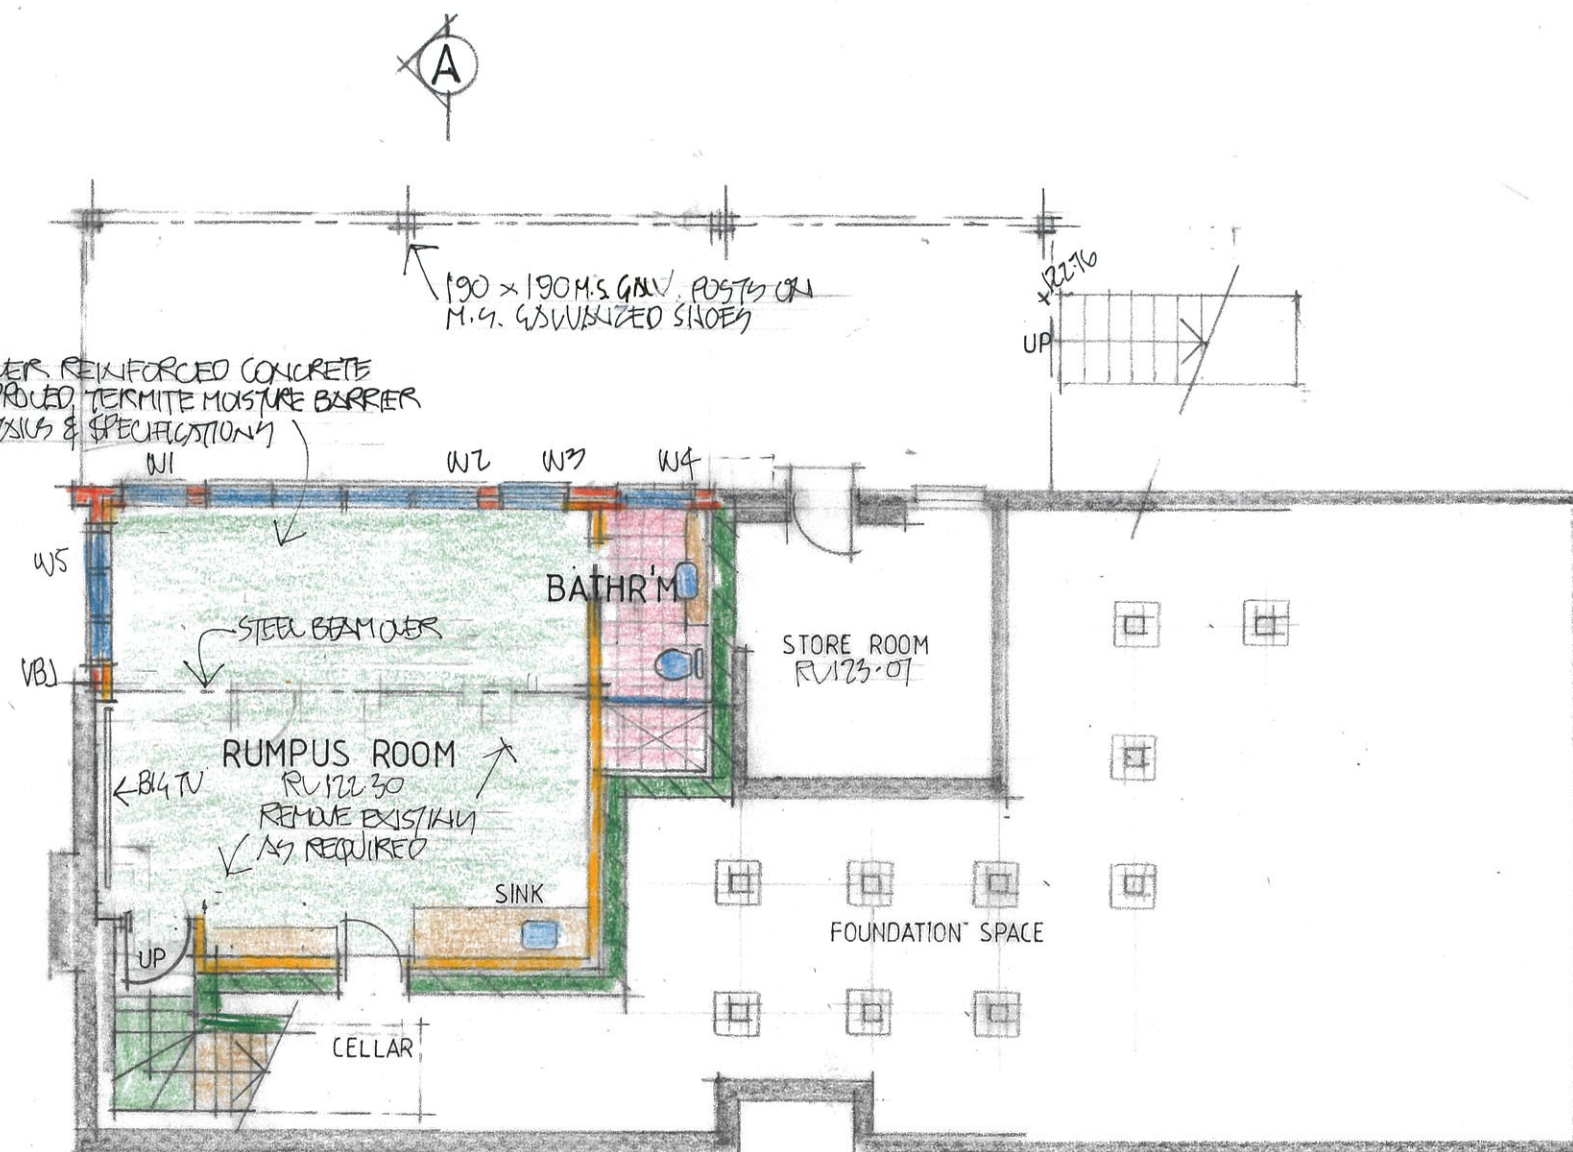 A
190 x 190 M.S. GALV. POSTS ON
M.S. GALVANIZED SHOES
+122.76
UP
REINFORCED CONCRETE
TERMITE MOISTURE BARRIER
& SPECIFICATIONS
W1
W2
W3
W4
W5
BATHR'M
STEEL BEAM OVER
STORE ROOM
RL123.07
VBJ
RUMPUS ROOM
RL122.30
BIG TV
REMOVE EXISTING
AS REQUIRED
SINK
FOUNDATION SPACE
UP
CELLAR